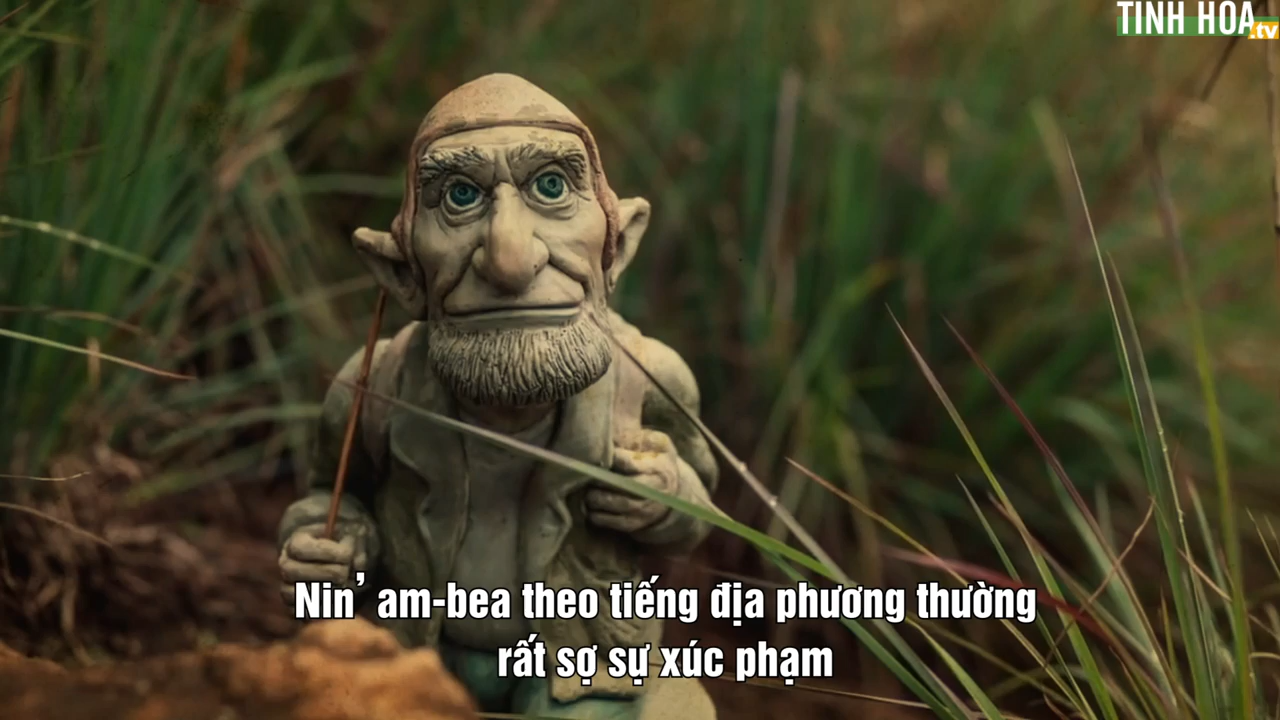 TINH HOA
.tv
Nin’ am-bea theo tiếng địa phương thường
rất sợ sự xúc phạm